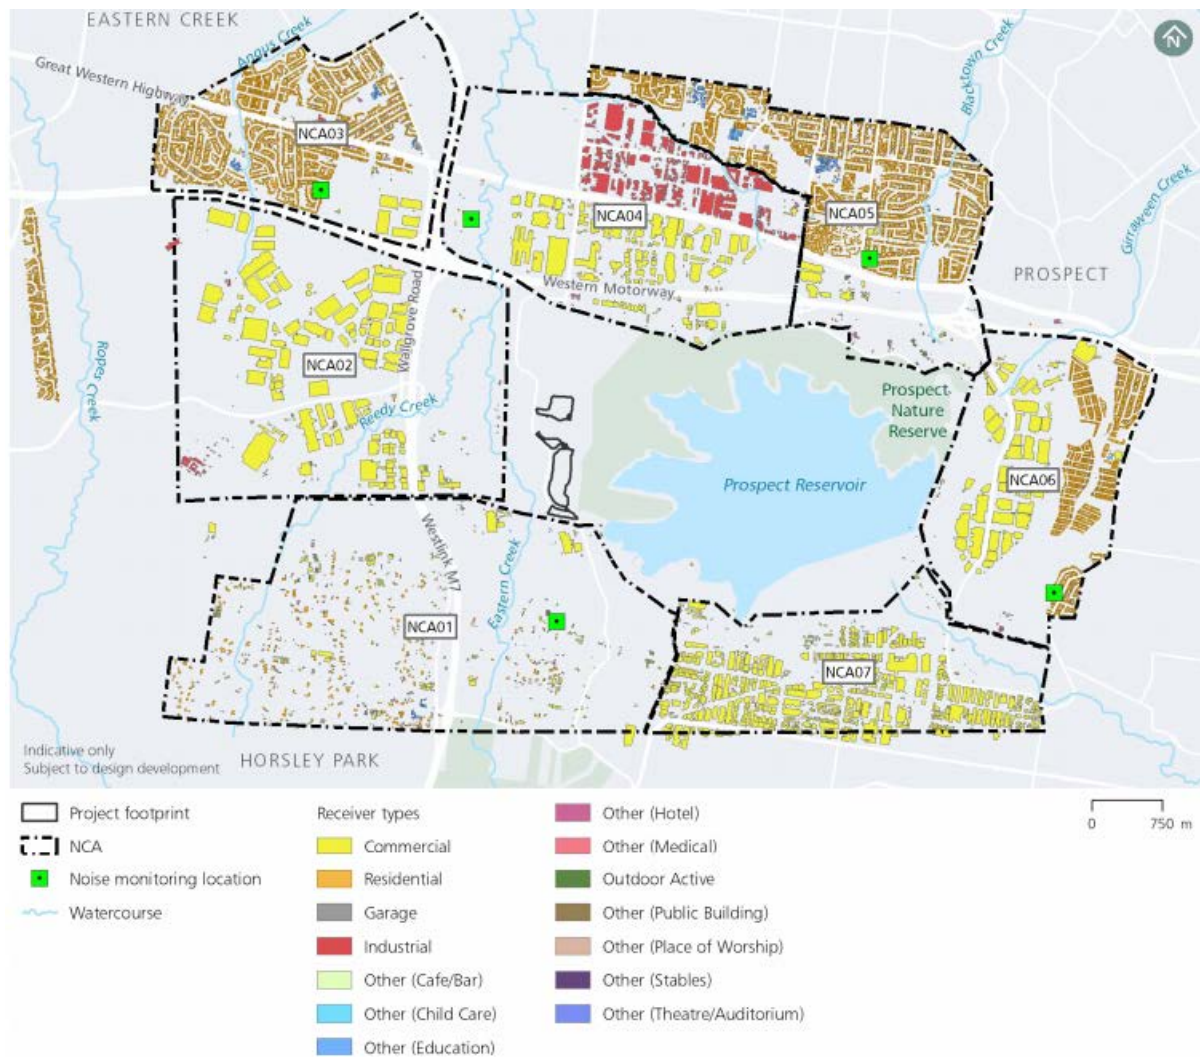 EASTERN CREEK
Angus Creek
Great Western Highway
Blacktown Creek
N
NCA03
NCA04
NCA05
Girraween Creek
PROSPECT
Western Motorway
Wallgrove Road
NCA02
Ropes Creek
Reedy Creek
Prospect
Nature
Reserve
Prospect Reservoir
NCA06
Westlink M7
Eastern Creek
NCA01
NCA07
Indicative only
Subject to design development
HORSLEY PARK
Project footprint
NCA
Noise monitoring location
Watercourse
Receiver types
Commercial
Residential
Garage
Industrial
Other (Cafe/Bar)
Other (Child Care)
Other (Education)
Other (Hotel)
Other (Medical)
Outdoor Active
Other (Public Building)
Other (Place of Worship)
Other (Stables)
Other (Theatre/Auditorium)
0 750 m